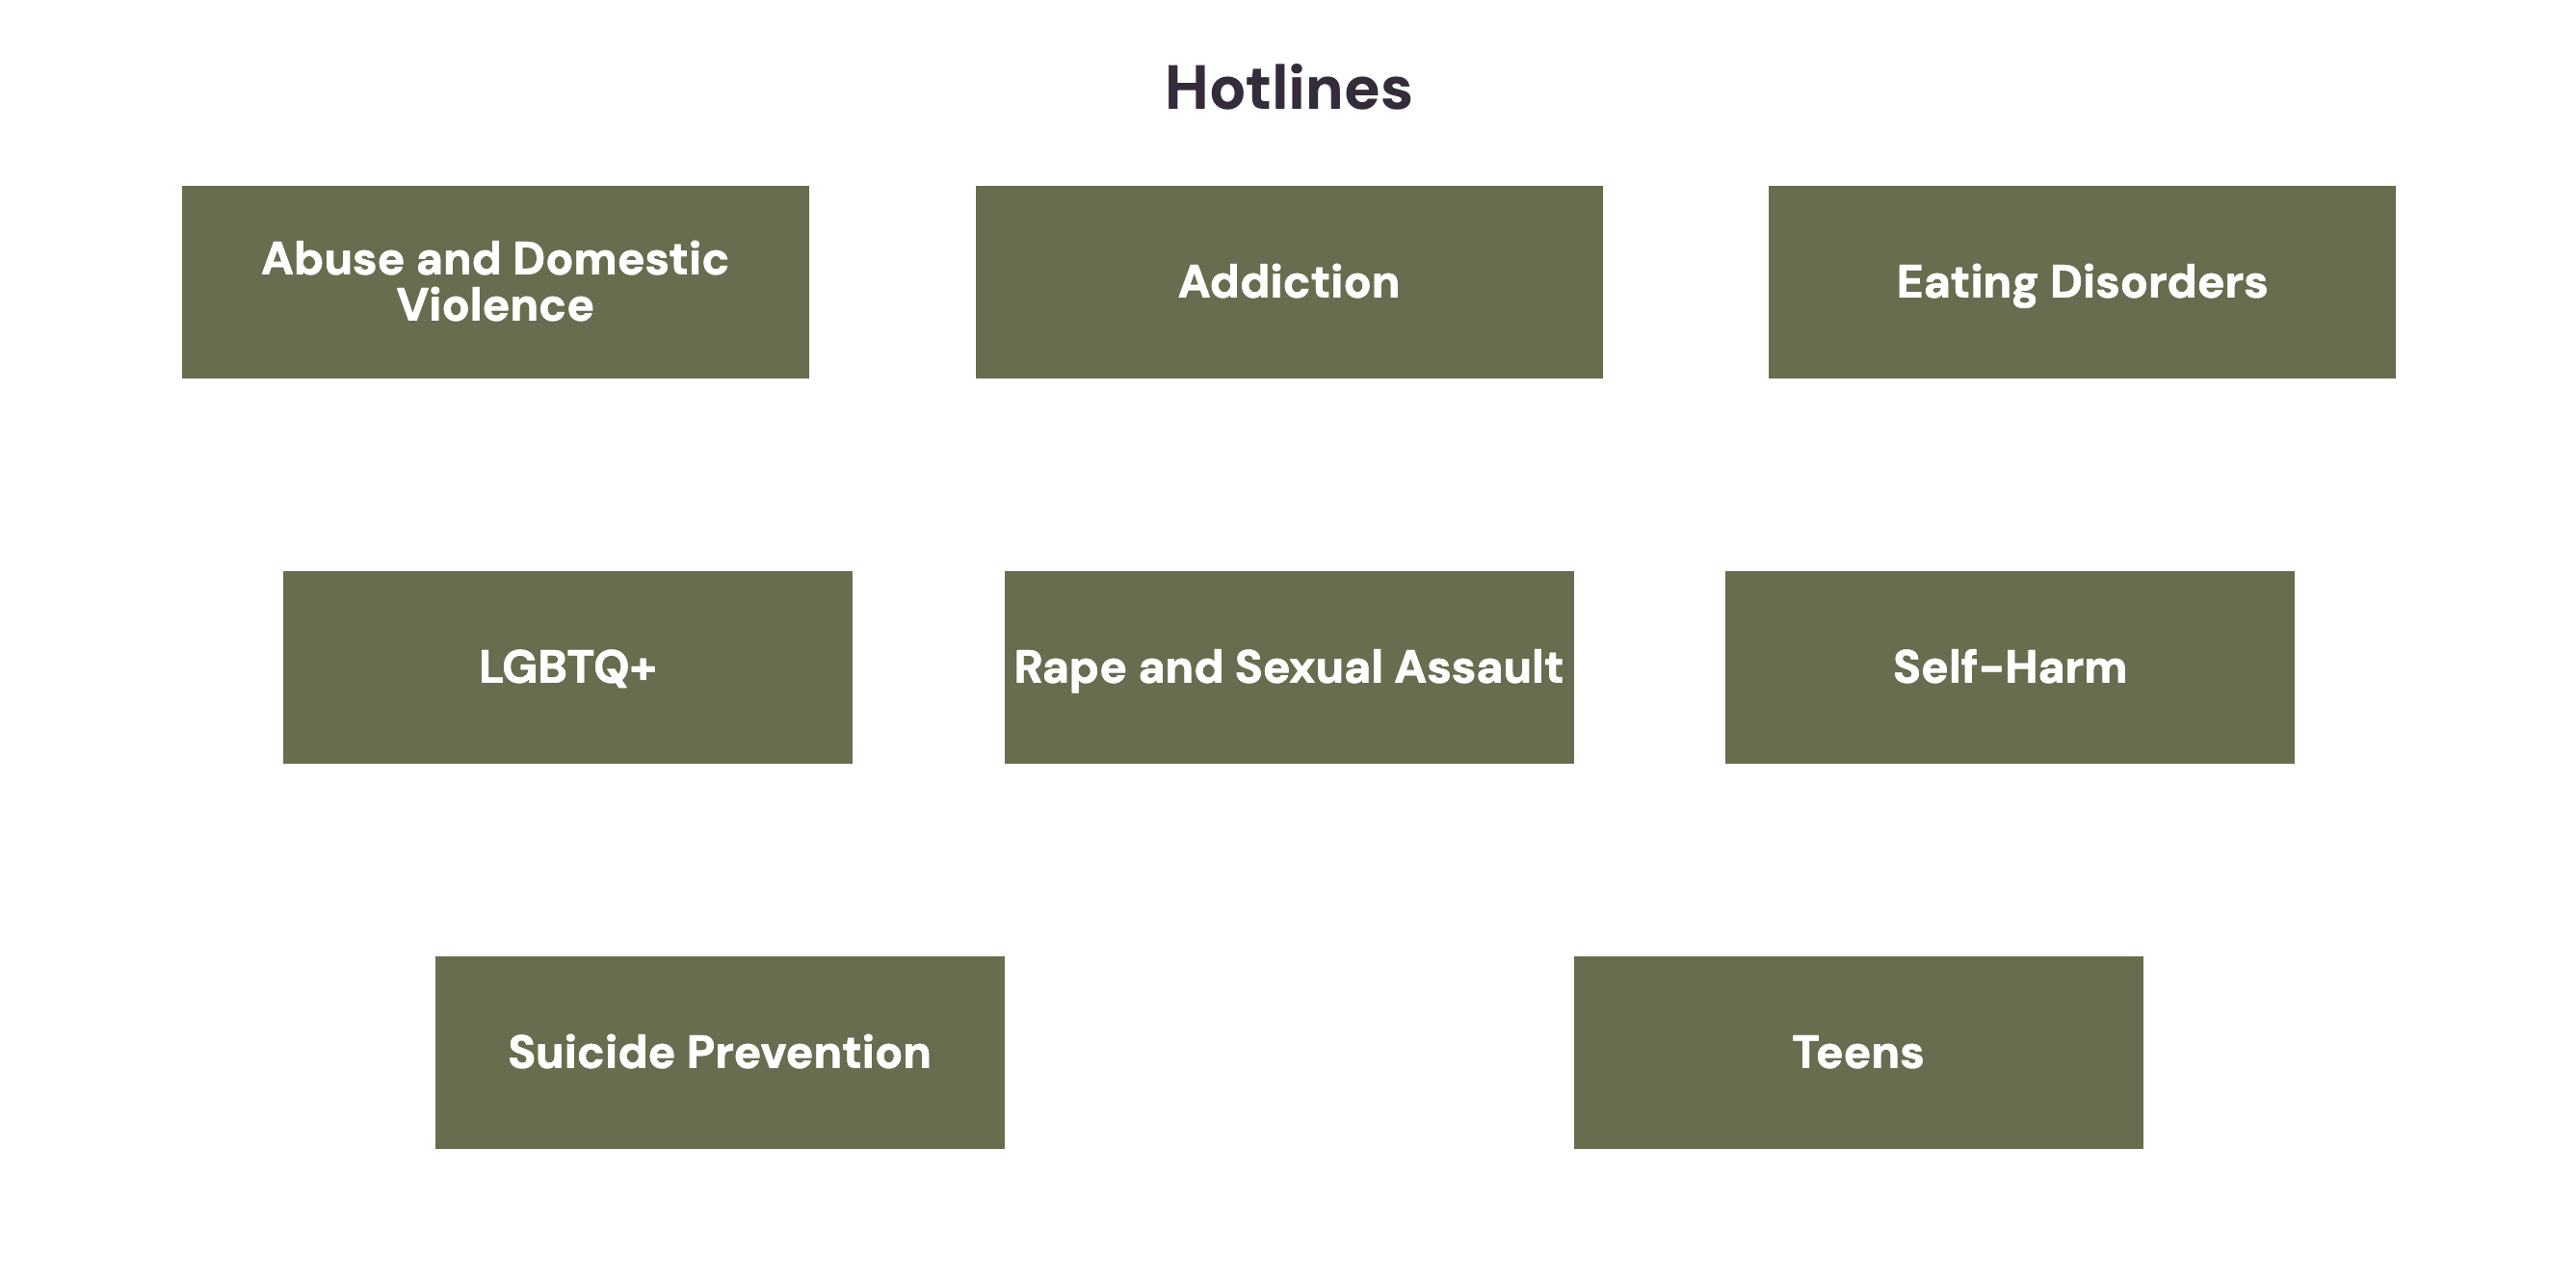 Hotlines
Abuse and Domestic
Violence
Addiction
Eating Disorders
LGBTQ+
Rape and Sexual Assault
Self-Harm
Suicide Prevention
Teens